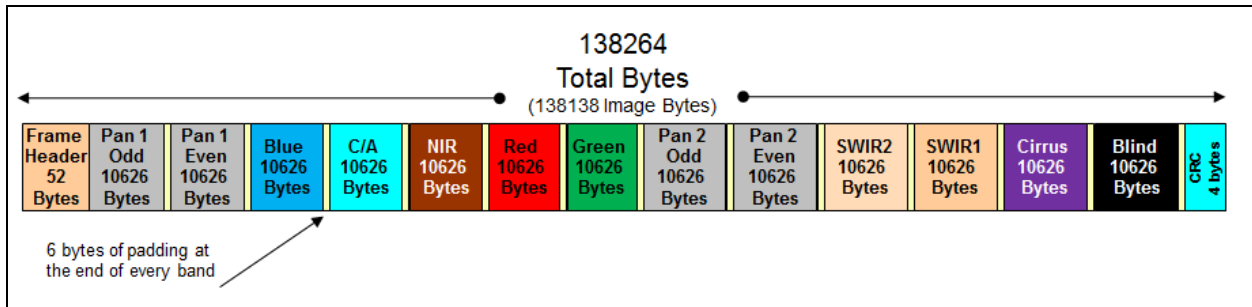 138264
Total Bytes
(138138 Image Bytes)
Frame
Header
52
Bytes
Pan 1
Odd
10626
Bytes
Pan 1
Even
10626
Bytes
Blue
10626
Bytes
C/A
10626
Bytes
NIR
10626
Bytes
Red
10626
Bytes
Green
10626
Bytes
Pan 2
Odd
10626
Bytes
Pan 2
Even
10626
Bytes
SWIR2
10626
Bytes
SWIR1
10626
Bytes
Cirrus
10626
Bytes
Blind
10626
Bytes
CRC
4 bytes
6 bytes of padding at
the end of every band